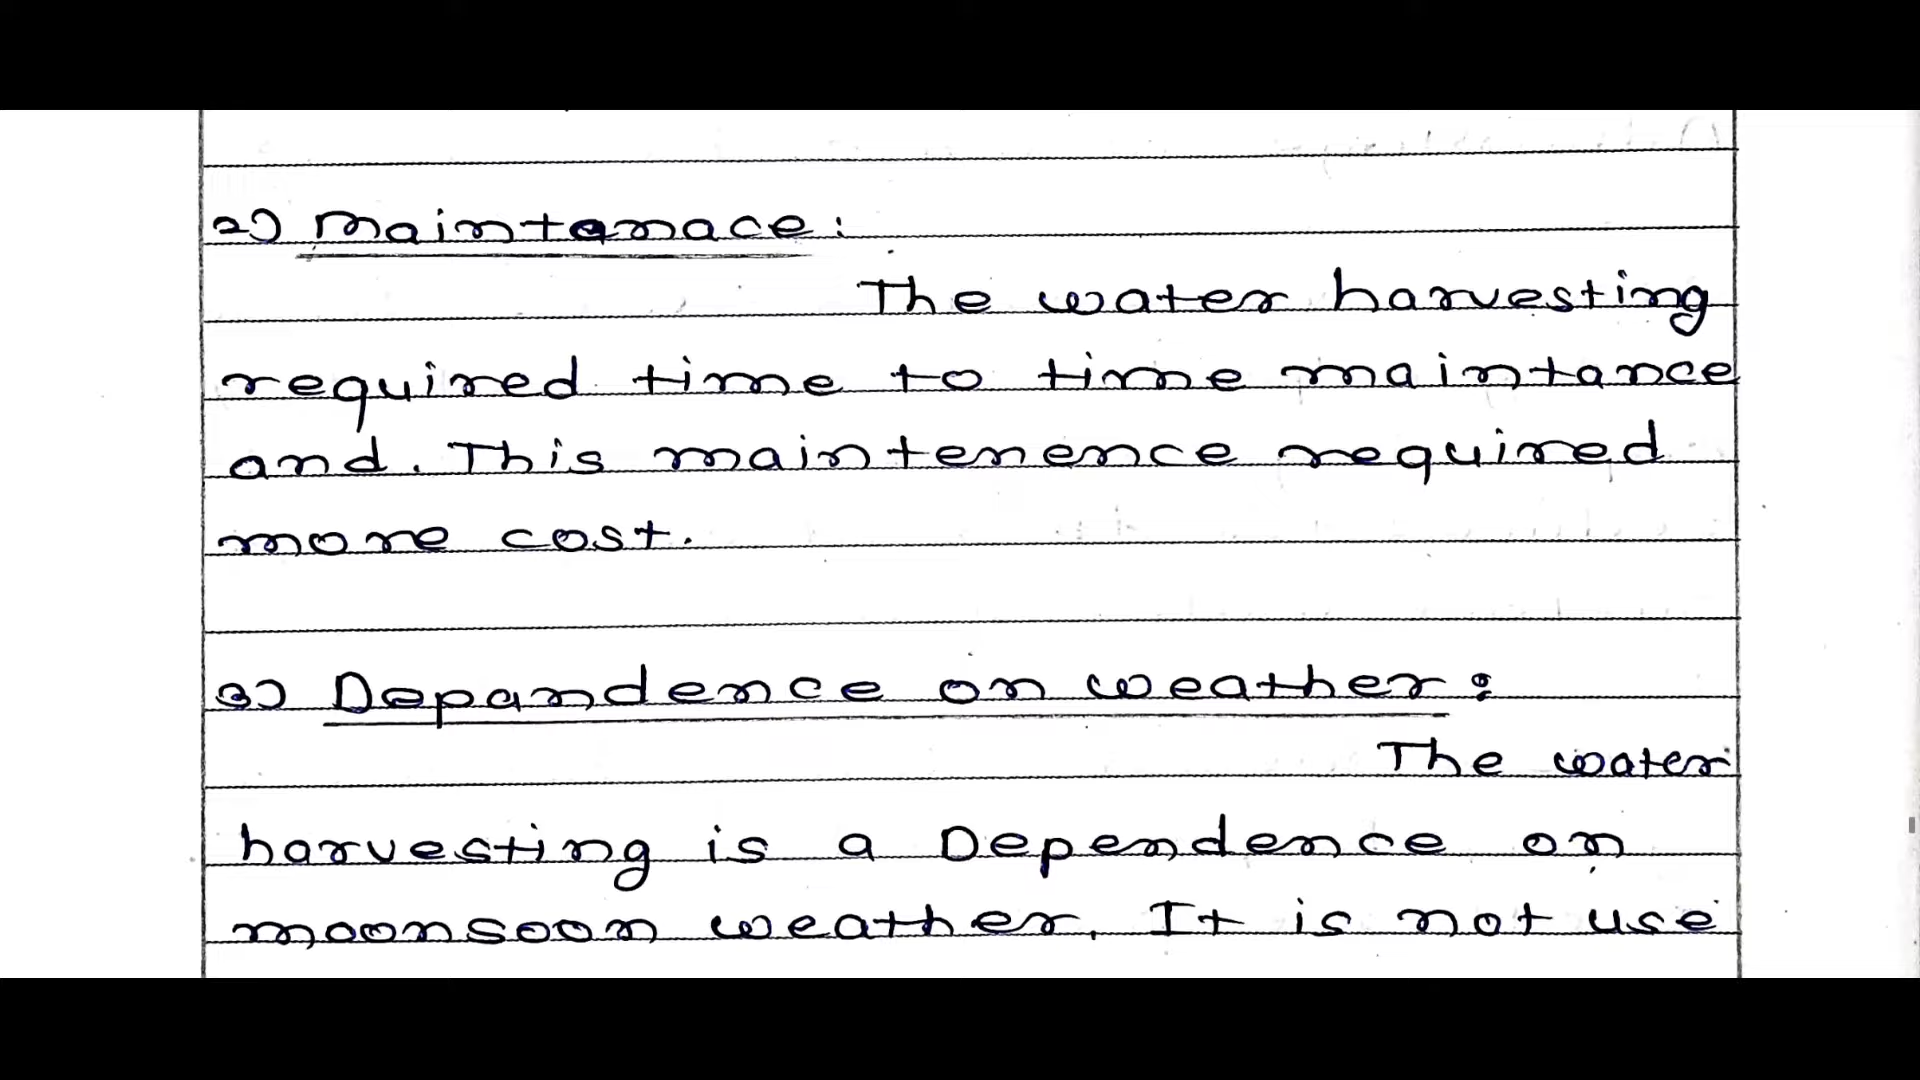 2) Maintanace :
The water harvesting
required time to time maintance
and. This maintenence required
more cost.
3) Depandence on weather :
The water
harvesting is a Dependence on
moonsoon weather. It is not use